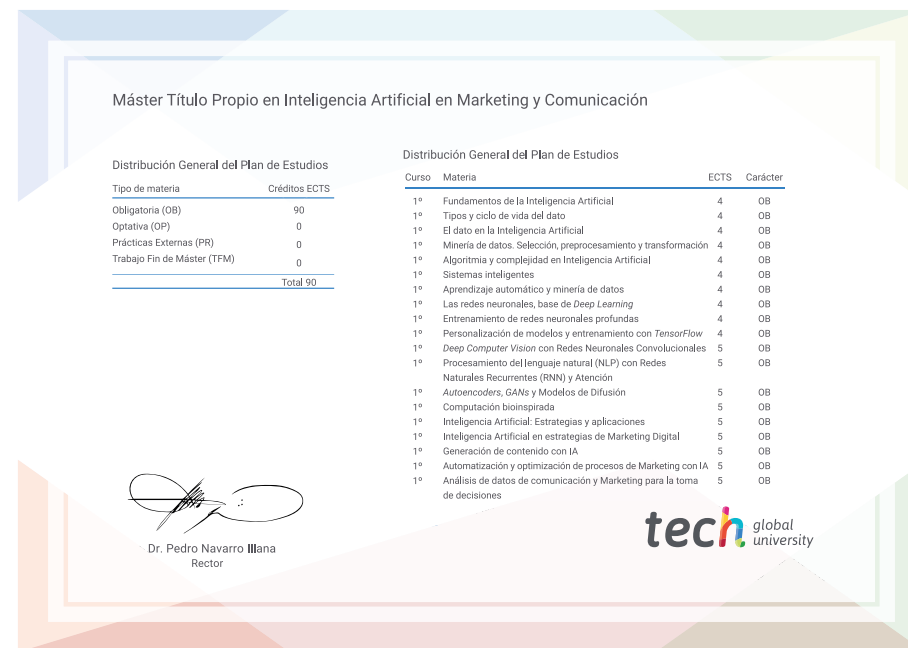 Máster Título Propio en Inteligencia Artificial en Marketing y Comunicación
Distribución General del Plan de Estudios
Tipo de materia Créditos ECTS
Obligatoria (OB) 90
Optativa (OP) 0
Prácticas Externas (PR) 0
Trabajo Fin de Máster (TFM) 0
Total 90
Distribución General del Plan de Estudios
Curso Materia ECTS Carácter
1º Fundamentos de la Inteligencia Artificial 4 OB
1º Tipos y ciclo de vida del dato 4 OB
1º El dato en la Inteligencia Artificial 4 OB
1º Minería de datos. Selección, preprocesamiento y transformación 4 OB
1º Algoritmia y complejidad en Inteligencia Artificial 4 OB
1º Sistemas inteligentes 4 OB
1º Aprendizaje automático y minería de datos 4 OB
1º Las redes neuronales, base de Deep Learning 4 OB
1º Entrenamiento de redes neuronales profundas 4 OB
1º Personalización de modelos y entrenamiento con TensorFlow 4 OB
1º Deep Computer Vision con Redes Neuronales Convolucionales 5 OB
1º Procesamiento del lenguaje natural (NLP) con Redes 5 OB
Naturales Recurrentes (RNN) y Atención
1º Autoencoders, GANs y Modelos de Difusión 5 OB
1º Computación bioinspirada 5 OB
1º Inteligencia Artificial: Estrategias y aplicaciones 5 OB
1º Inteligencia Artificial en estrategias de Marketing Digital 5 OB
1º Generación de contenido con IA 5 OB
1º Automatización y optimización de procesos de Marketing con IA 5 OB
1º Análisis de datos de comunicación y Marketing para la toma 5 OB
de decisiones
Dr. Pedro Navarro Illana
Rector
tech global
university